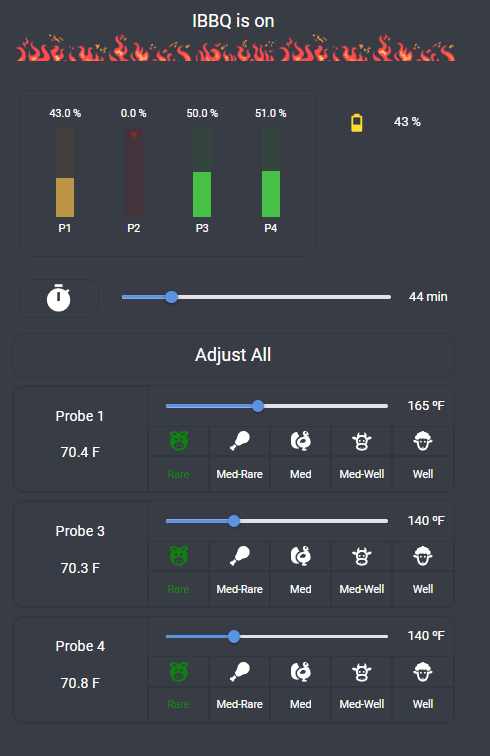 IBBQ is on
43.0 % 0.0 % 50.0 % 51.0 %
43 %
P1 P2 P3 P4
44 min
Adjust All
165 ºF
Probe 1
70.4 F
Rare Med-Rare Med Med-Well Well
140 ºF
Probe 3
70.3 F
Rare Med-Rare Med Med-Well Well
140 ºF
Probe 4
70.8 F
Rare Med-Rare Med Med-Well Well